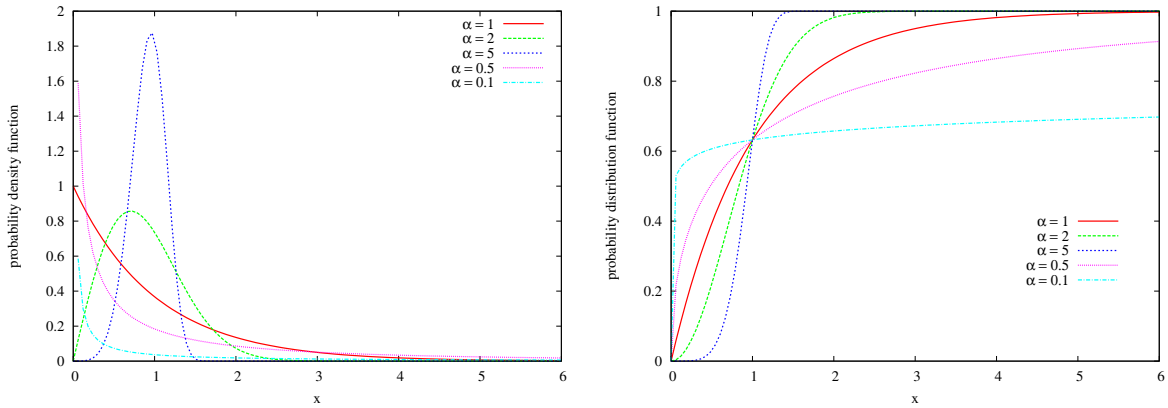 2
1.8
1.6
1.4
1.2
1
0.8
0.6
0.4
0.2
0
probability density function
0 1 2 3 4 5 6
x
α = 1
α = 2
α = 5
α = 0.5
α = 0.1
1
0.8
0.6
0.4
0.2
0
probability distribution function
0 1 2 3 4 5 6
x
α = 1
α = 2
α = 5
α = 0.5
α = 0.1